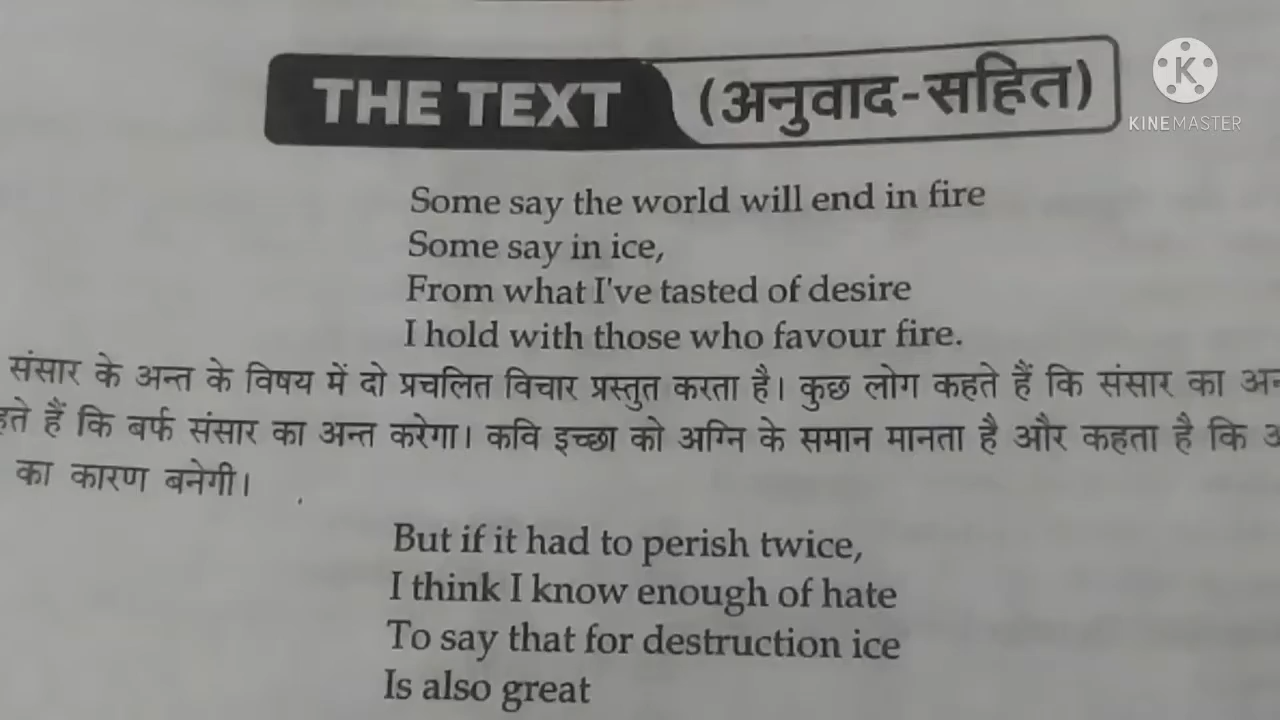 THE TEXT (अनुवाद-सहित)
K
KINEMASTER
Some say the world will end in fire
Some say in ice,
From what I've tasted of desire
I hold with those who favour fire.
संसार के अन्त के विषय में दो प्रचलित विचार प्रस्तुत करता है। कुछ लोग कहते हैं कि संसार का
हैं कि बर्फ संसार का अन्त करेगा। कवि इच्छा को अग्नि के समान मानता है और कहता है कि
का कारण बनेगी।
But if it had to perish twice,
I think I know enough of hate
To say that for destruction ice
Is also great